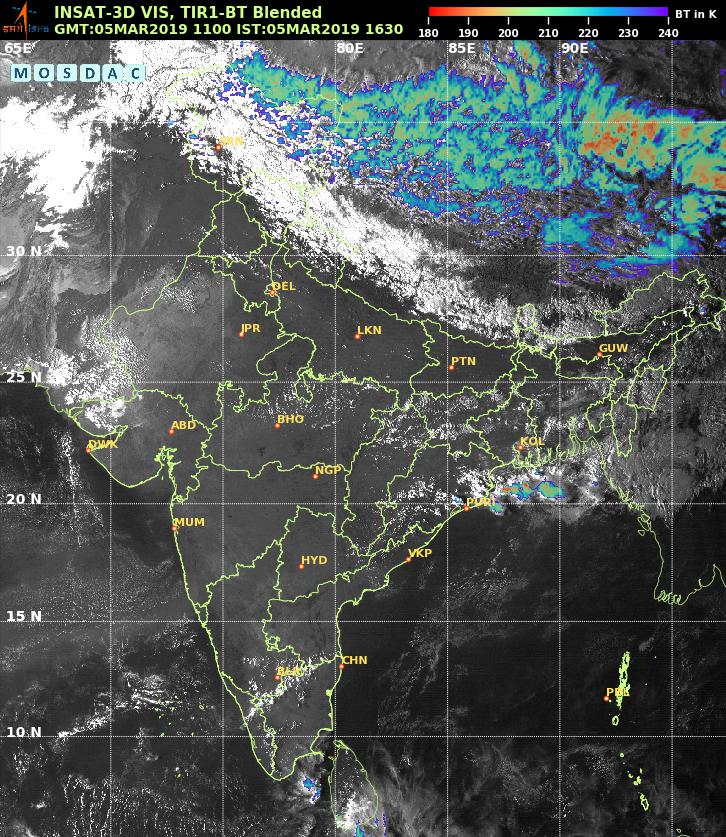 INSAT-3D VIS, TIR1-BT Blended
GMT:05MAR2019 1100 IST:05MAR2019 1630
BT in K
180 190 200 210 220 230 240
65E 80E 85E 90E
MOSDAC
30 N
DEL
JPR
LKN
GUW
PTN
25 N
BHO
ABD
KOL
DWK
NGP
20 N
PURI
MUM
VKP
HYD
15 N
CHN
10 N